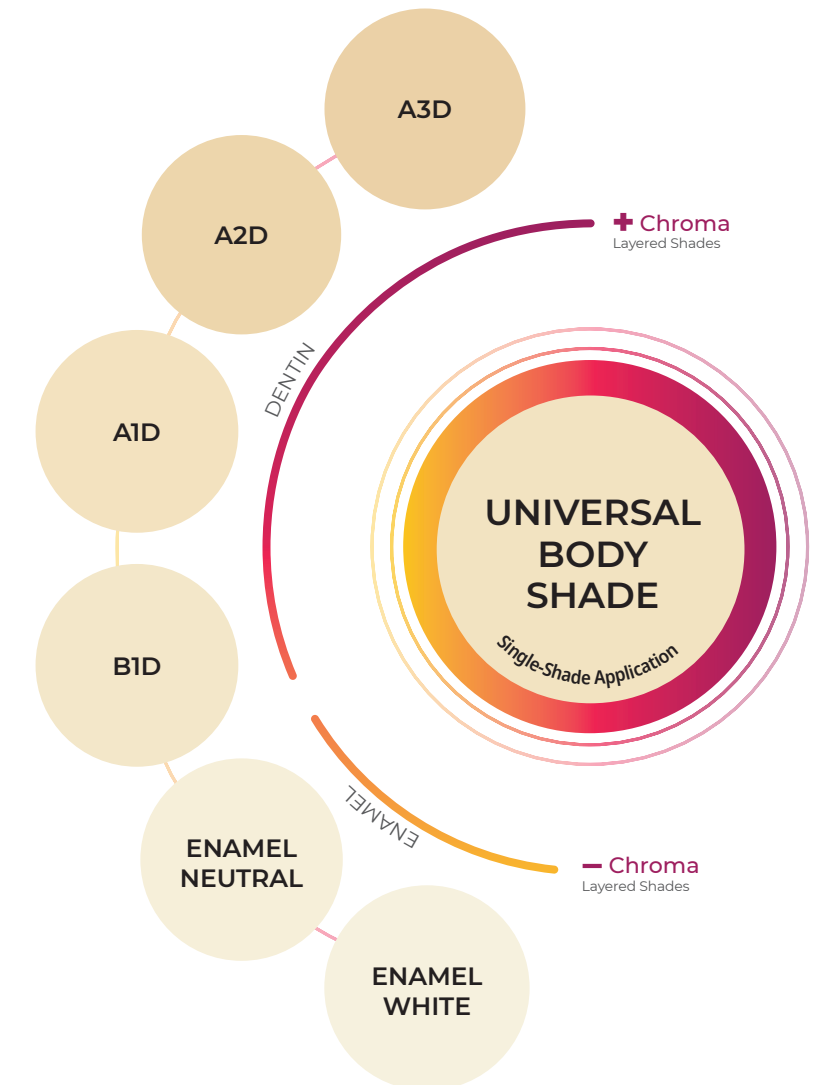 A3D
A2D
+ Chroma
Layered Shades
DENTIN
A1D
UNIVERSAL
BODY
SHADE
Single-Shade Application
B1D
ENAMEL
ENAMEL
NEUTRAL
− Chroma
Layered Shades
ENAMEL
WHITE